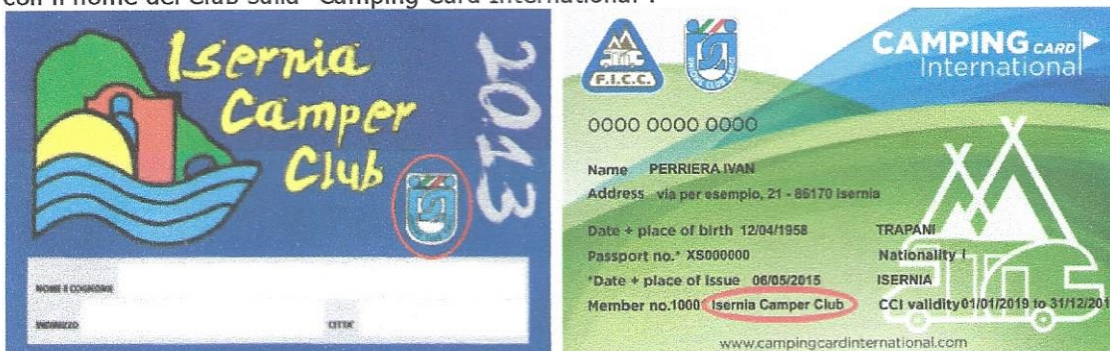 con il nome del Club sulla "Camping Card International".
Isernia
Camper
Club
2013
NOME E COGNOME
INDIRIZZO
CITTA'
F.I.C.C.
CAMPING CARD
International
0000 0000 0000
Name PERRIERA IVAN
Address via per esempio, 21 - 86170 Isernia
Date + place of birth 12/04/1958 TRAPANI
Passport no.* XS000000 Nationality I
*Date + place of issue 06/05/2015 ISERNIA
Member no.10001 Isernia Camper Club CCI validity 01/01/2019 to 31/12/201
www.campingcardinternational.com